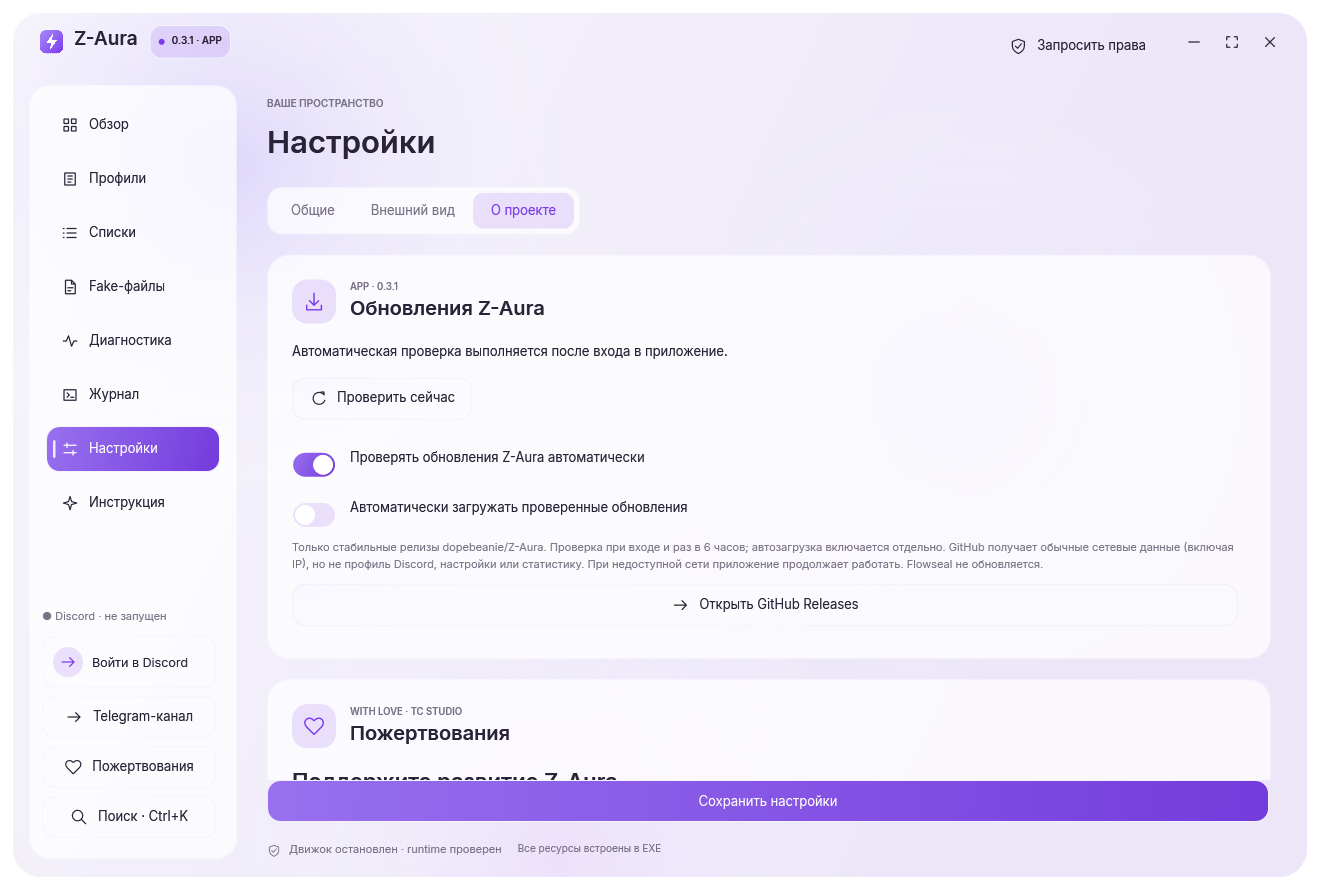 Z-Aura
0.3.1 · APP
Запросить права
Обзор
Профили
Списки
Fake-файлы
Диагностика
Журнал
Настройки
Инструкция
Discord · не запущен
Войти в Discord
Telegram-канал
Пожертвования
Поиск · Ctrl+K
ВАШЕ ПРОСТРАНСТВО
Настройки
Общие
Внешний вид
О проекте
APP · 0.3.1
Обновления Z-Aura
Автоматическая проверка выполняется после входа в приложение.
Проверить сейчас
Проверять обновления Z-Aura автоматически
Автоматически загружать проверенные обновления
Только стабильные релизы dopebeanie/Z-Aura. Проверка при входе и раз в 6 часов; автозагрузка включается отдельно. GitHub получает обычные сетевые данные (включая
IP), но не профиль Discord, настройки или статистику. При недоступной сети приложение продолжает работать. Flowseal не обновляется.
Открыть GitHub Releases
WITH LOVE · TC STUDIO
Пожертвования
Поддержите развитие Z-Aura
Сохранить настройки
Движок остановлен · runtime проверен
Все ресурсы встроены в EXE